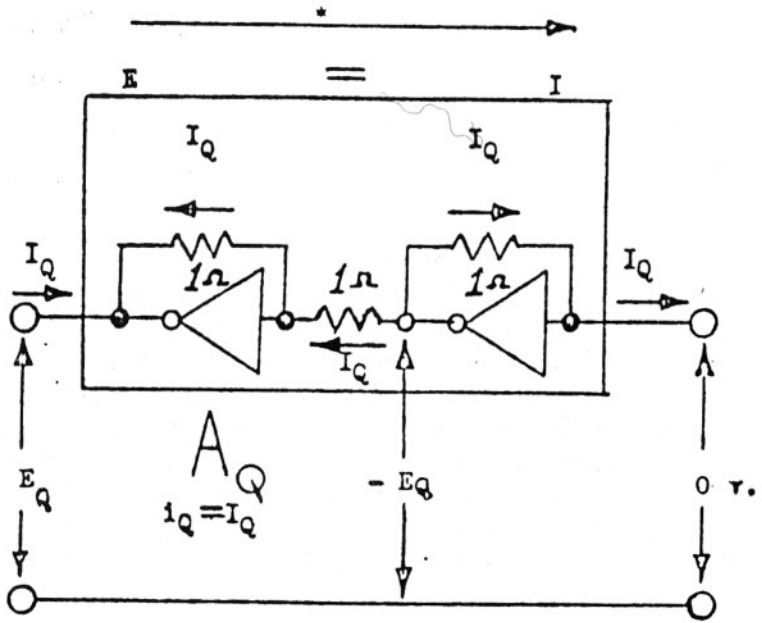 *
=
E I
I_Q I_Q
I_Q 1Ω 1Ω 1Ω I_Q
I_Q
A_Q
E_Q - E_Q 0 v.
i_Q = I_Q